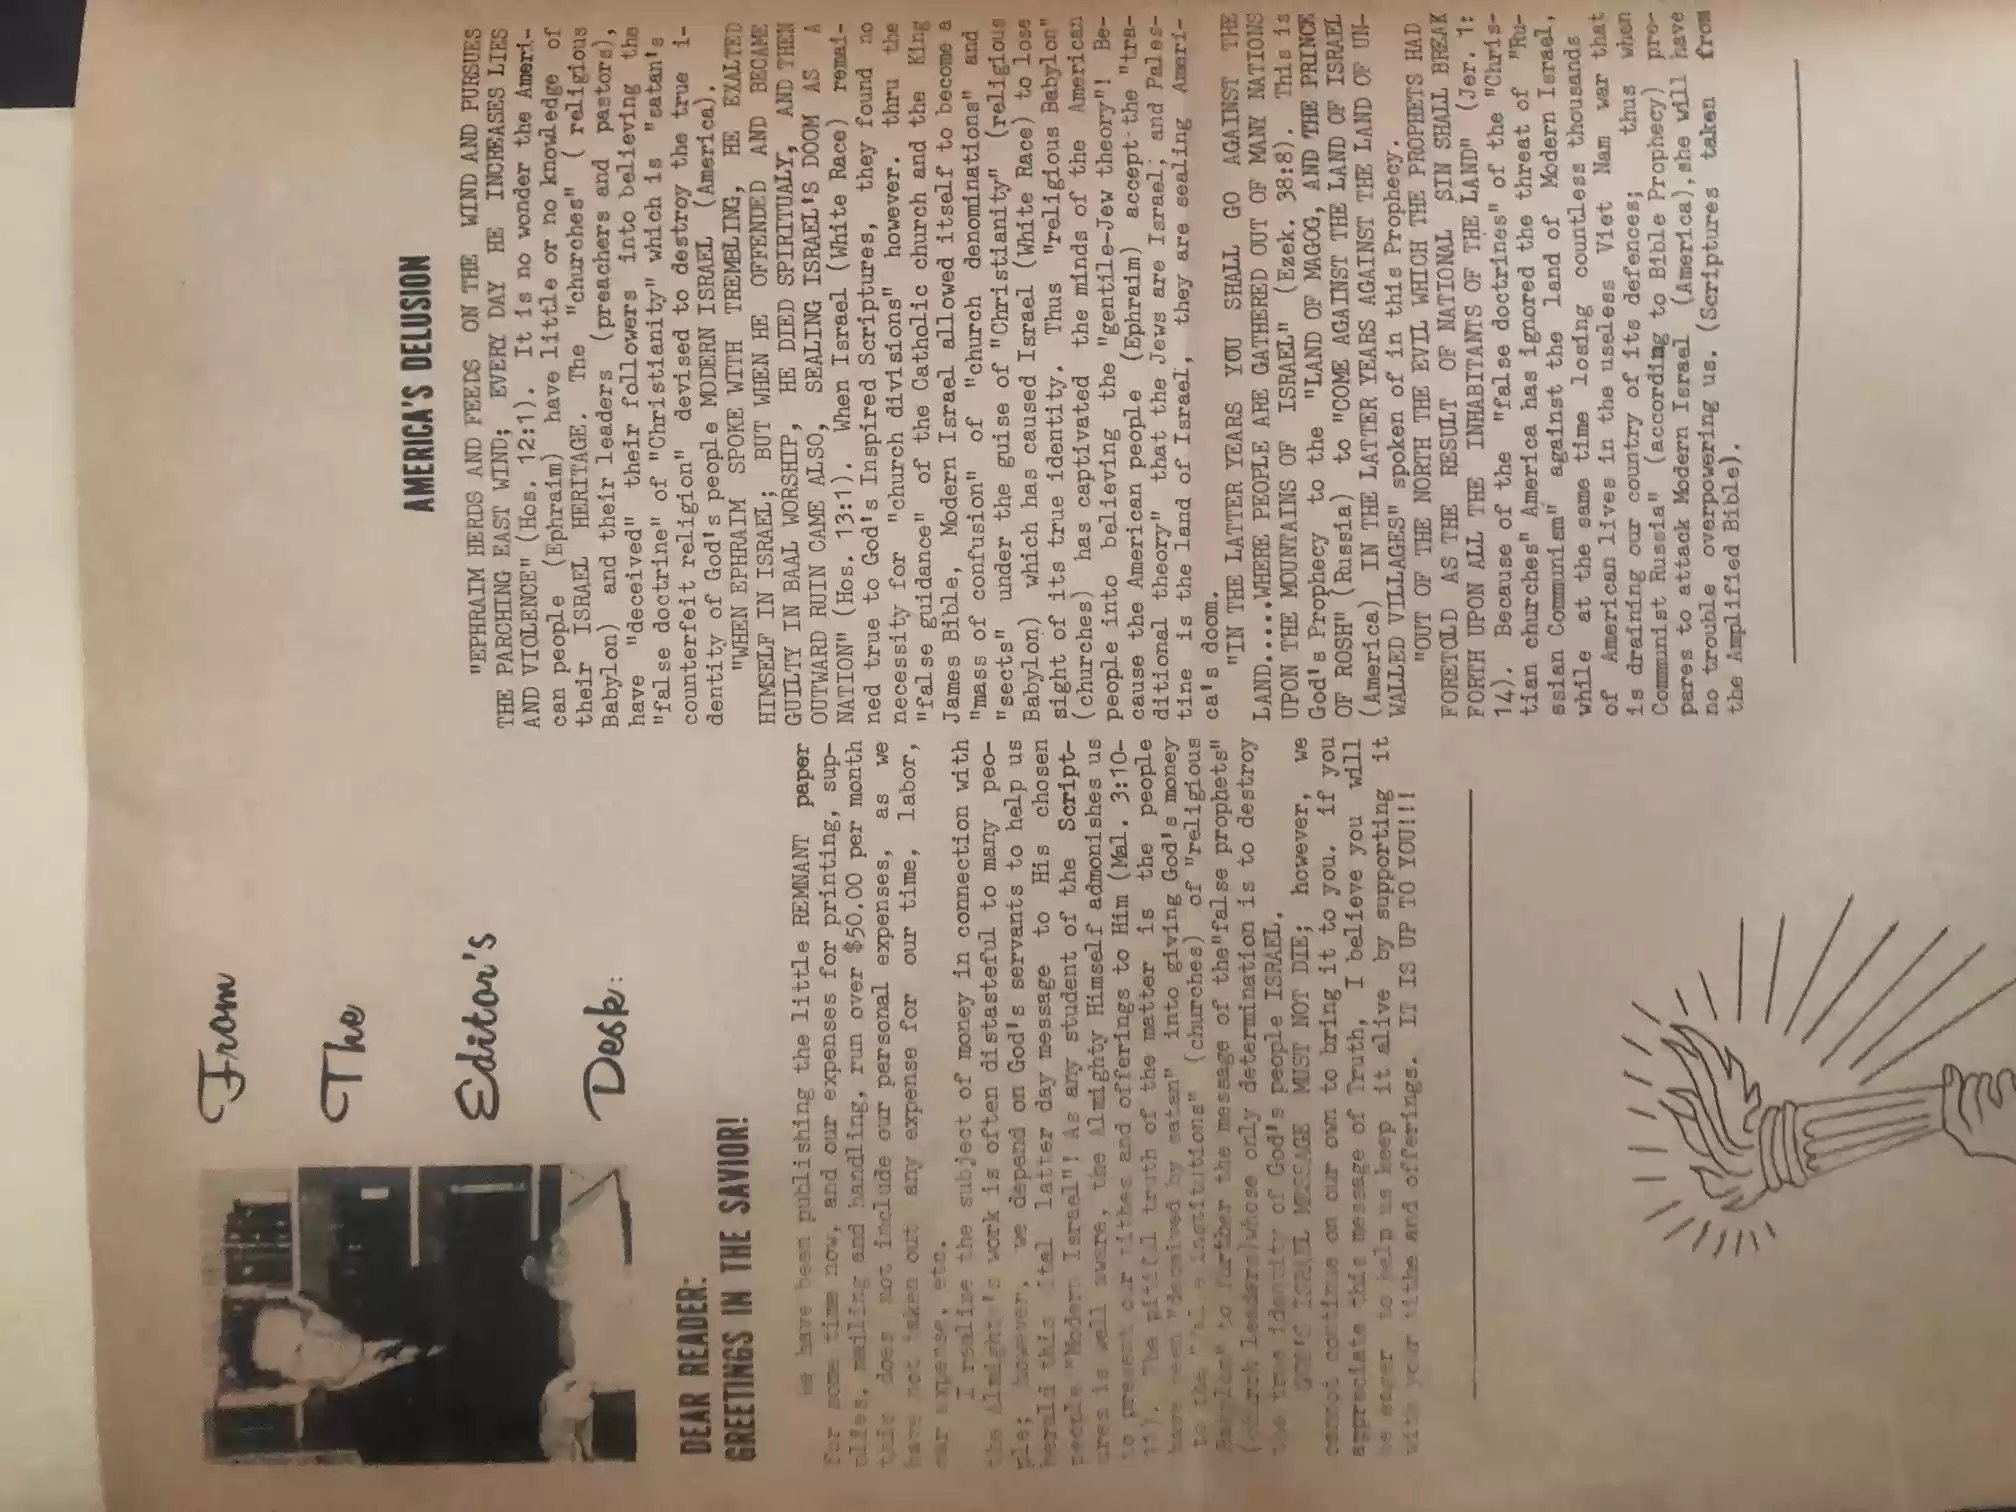 From
The
Editor's
Desk:
DEAR READER:
GREETINGS IN THE SAVIOR!
We have been publishing the little REMNANT paper
for some time now, and our expenses for printing, sup-
plies, mailing and handling, run over $50.00 per month
this does not include our personal expenses, as we
have not taken out any expense for our time, labor,
car expense, etc.
I realize the subject of money in connection with
the Almighty's work is often distasteful to many peo-
ple; however, we depend on God's servants to help us
herald this vital latter day message to His chosen
people "Modern Israel"! As any student of the Script-
ures is well aware, the Almighty Himself admonishes us
to present our tithes and offerings to Him (Mal. 3:10-
11). The pitiful truth of the matter is the people
have been "deceived by satan" into giving God's money
to the "false institutions" (churches) of "religious
Babylon" to further the message of the"false prophets"
(church leaders)whose only determination is to destroy
the true identity of God's people ISRAEL.
GOD'S ISRAEL MESSAGE MUST NOT DIE; however, we
cannot continue on our own to bring it to you. if you
appreciate this message of Truth, I believe you will
be eager to help us keep it alive by supporting it
with your tithe and offerings. IT IS UP TO YOU!!!
AMERICA'S DELUSION
"EPHRAIM HERDS AND FEEDS ON THE WIND AND PURSUES
THE PARCHING EAST WIND; EVERY DAY HE INCREASES LIES
AND VIOLENCE" (Hos. 12:1). It is no wonder the Ameri-
can people (Ephraim) have little or no knowledge of
their ISRAEL HERITAGE. The "churches" ( religious
Babylon) and their leaders (preachers and pastors),
have "deceived" their followers into believing the
"false doctrine" of "Christianity" which is "satan's
counterfeit religion" devised to destroy the true i-
dentity of God's people MODERN ISRAEL (America).
"WHEN EPHRAIM SPOKE WITH TREMBLING, HE EXALTED
HIMSELF IN ISRAEL; BUT WHEN HE OFFENDED AND BECAME
GUILTY IN BAAL WORSHIP, HE DIED SPIRITUALY, AND THEN
OUTWARD RUIN CAME ALSO, SEALING ISRAEL'S DOOM AS A
NATION" (Hos. 13:1). When Israel (White Race) remai-
ned true to God's Inspired Scriptures, they found no
necessity for "church divisions" however. thru the
"false guidance" of the Catholic church and the King
James Bible, Modern Israel allowed itself to become a
"mass of confusion" of "church denominations" and
"sects" under the guise of "Christianity" (religious
Babylon) which has caused Israel (White Race) to lose
sight of its true identity. Thus "religious Babylon"
(churches) has captivated the minds of the American
people into believing the "gentile-Jew theory"! Be-
cause the American people (Ephraim) accept the "tra-
ditional theory" that the Jews are Israel; and Pales-
tine is the land of Israel, they are sealing Ameri-
ca's doom.
"IN THE LATTER YEARS YOU SHALL GO AGAINST THE
LAND.....WHERE PEOPLE ARE GATHERED OUT OF MANY NATIONS
UPON THE MOUNTAINS OF ISRAEL" (Ezek. 38:8). This is
God's Prophecy to the "LAND OF MAGOG, AND THE PRINCE
OF ROSH" (Russia) to "COME AGAINST THE LAND OF ISRAEL
(America) IN THE LATTER YEARS AGAINST THE LAND OF UN-
WALLED VILLAGES" spoken of in this Prophecy.
"OUT OF THE NORTH THE EVIL WHICH THE PROPHETS HAD
FORETOLD AS THE RESULT OF NATIONAL SIN SHALL BREAK
FORTH UPON ALL THE INHABITANTS OF THE LAND" (Jer. 1:
14). Because of the "false doctrines" of the "Chris-
tian churches" America has ignored the threat of "Ru-
ssian Communism" against the land of Modern Israel,
while at the same time losing countless thousands
of American lives in the useless Viet Nam war that
is draining our country of its defences; thus when
Communist Russia" (according to Bible Prophecy) pre-
pares to attack Modern Israel (America),she will have
no trouble overpowering us. (Scriptures taken from
the Amplified Bible).